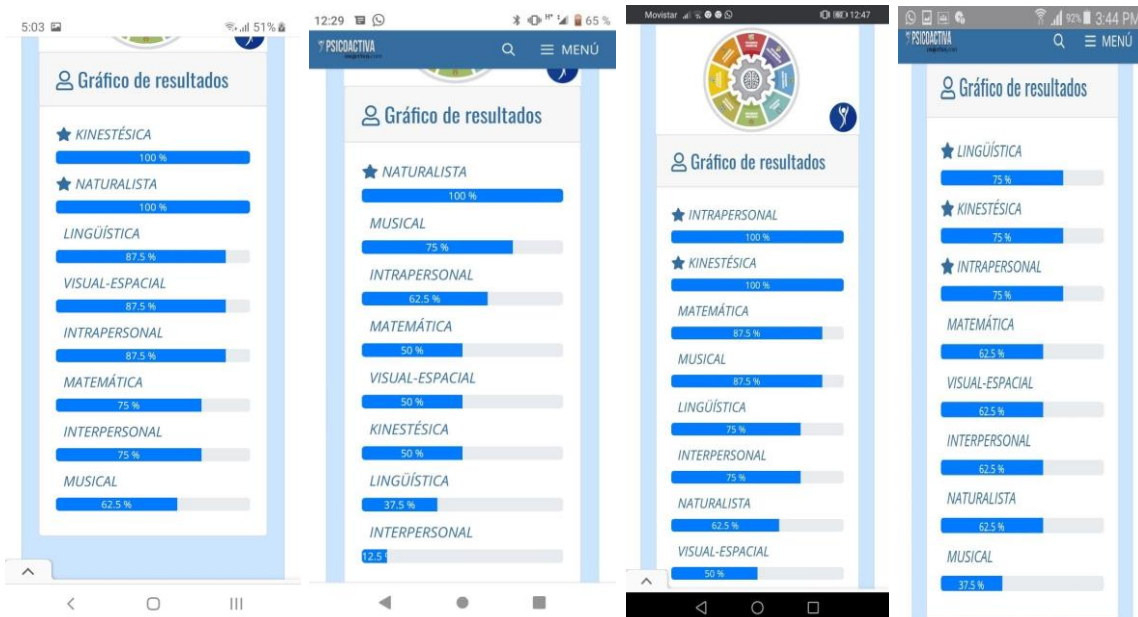 5:03
51%
Gráfico de resultados
KINESTÉSICA
100 %
NATURALISTA
100 %
LINGÜÍSTICA
87.5 %
VISUAL-ESPACIAL
87.5 %
INTRAPERSONAL
87.5 %
MATEMÁTICA
75 %
INTERPERSONAL
75 %
MUSICAL
62.5 %
12:29
65 %
PSICOACTIVA
MENÚ
Gráfico de resultados
NATURALISTA
100 %
MUSICAL
75 %
INTRAPERSONAL
62.5 %
MATEMÁTICA
50 %
VISUAL-ESPACIAL
50 %
KINESTÉSICA
50 %
LINGÜÍSTICA
37.5 %
INTERPERSONAL
12.5
Movistar
12:47
Gráfico de resultados
INTRAPERSONAL
100 %
KINESTÉSICA
100 %
MATEMÁTICA
87.5 %
MUSICAL
87.5 %
LINGÜÍSTICA
75 %
INTERPERSONAL
75 %
NATURALISTA
62.5 %
VISUAL-ESPACIAL
50 %
92% 3:44 PM
PSICOACTIVA
MENÚ
Gráfico de resultados
LINGÜÍSTICA
75 %
KINESTÉSICA
75 %
INTRAPERSONAL
75 %
MATEMÁTICA
62.5 %
VISUAL-ESPACIAL
62.5 %
INTERPERSONAL
62.5 %
NATURALISTA
62.5 %
MUSICAL
37.5 %